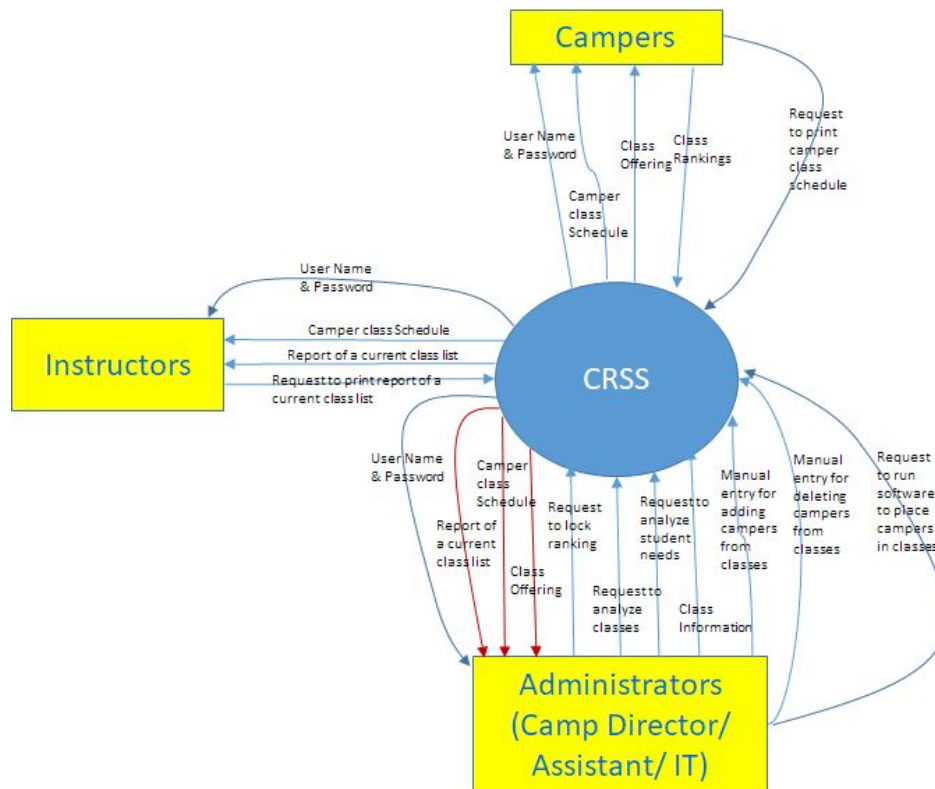 Campers
User Name
& Password
Camper
class
Schedule
Class
Offering
Class
Rankings
Request
to print
camper
class
schedule
User Name
& Password
Camper class Schedule
Report of a current class list
Request to print report of a
current class list
Instructors
CRSS
User Name
& Password
Report of
a current
class list
Camper
class
Schedule
Class
Offering
Request
to lock
ranking
Request to
analyze
classes
Request to
analyze
student
needs
Class
Information
Manual
entry for
adding
campers
from
classes
Manual
entry for
deleting
campers
from
classes
Request
to run
software
to place
campers
in classes
Administrators
(Camp Director/
Assistant/ IT)